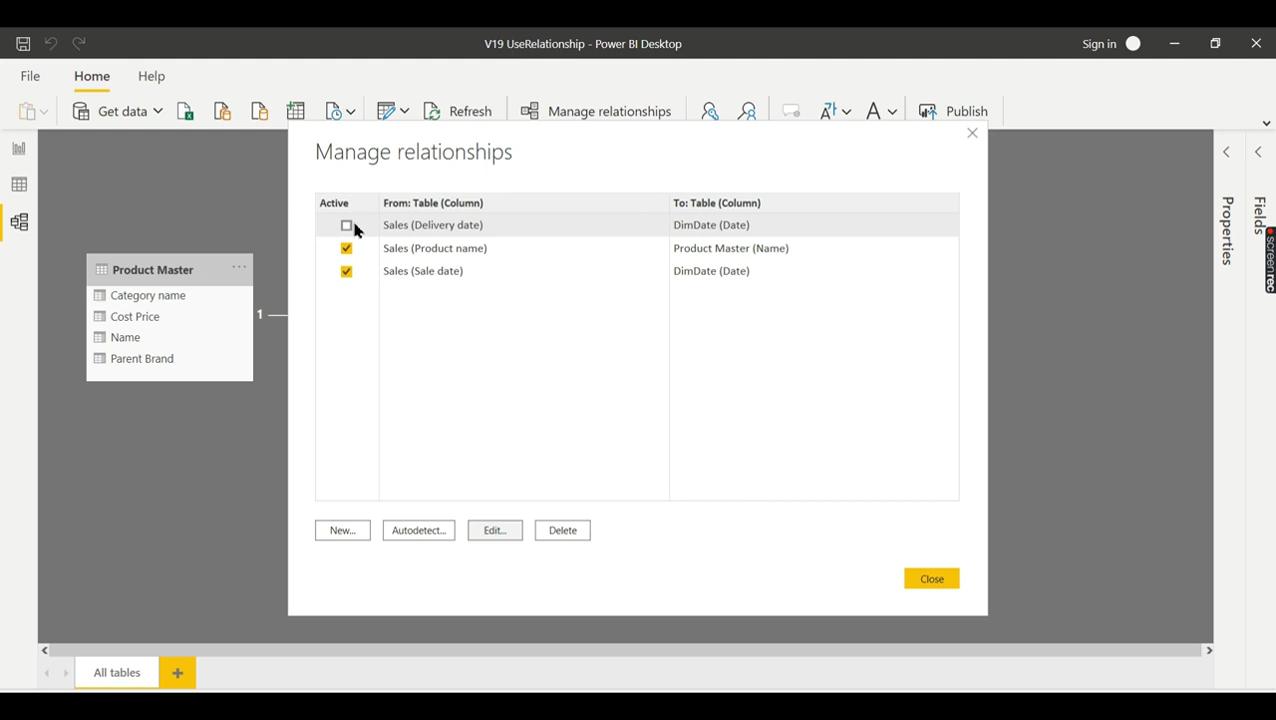 V19 UseRelationship - Power BI Desktop
Sign in
File Home Help
Get data Refresh Manage relationships Publish
Manage relationships
Active From: Table (Column) To: Table (Column)
Sales (Delivery date) DimDate (Date)
Sales (Product name) Product Master (Name)
Sales (Sale date) DimDate (Date)
Product Master
Category name
Cost Price
Name
Parent Brand
1
Properties
Fields
screenrec
New... Autodetect... Edit... Delete
Close
All tables